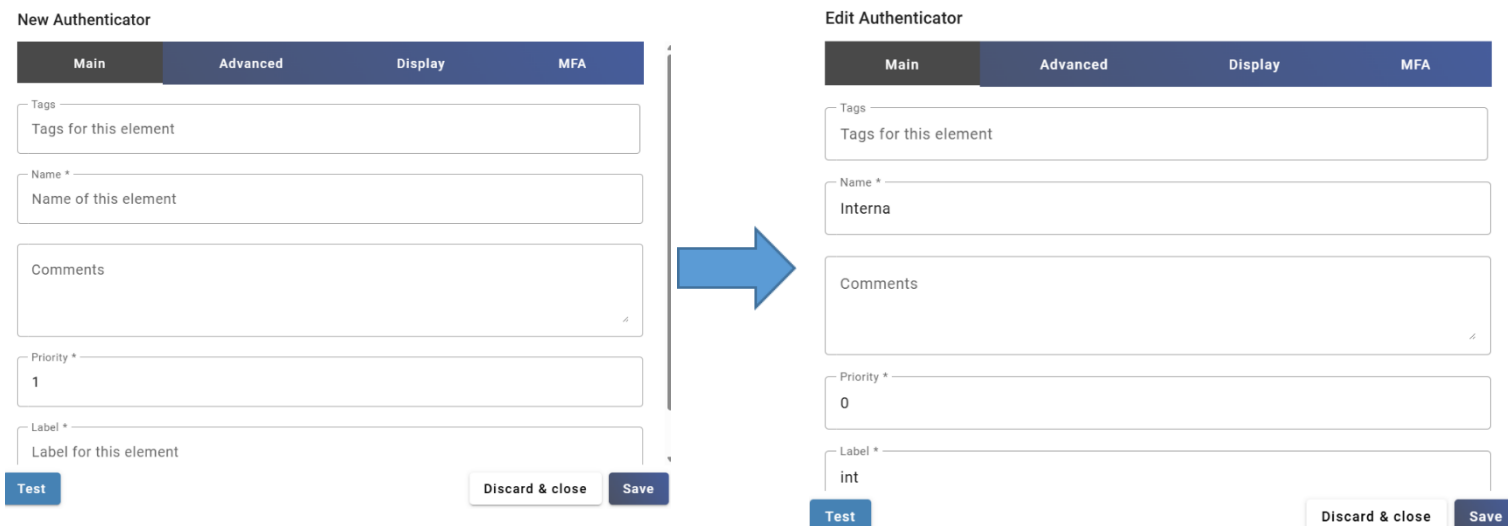 New Authenticator
Main Advanced Display MFA
Tags
Tags for this element
Name *
Name of this element
Comments
Priority *
1
Label *
Label for this element
Test Discard & close Save
Edit Authenticator
Main Advanced Display MFA
Tags
Tags for this element
Name *
Interna
Comments
Priority *
0
Label *
int
Test Discard & close Save